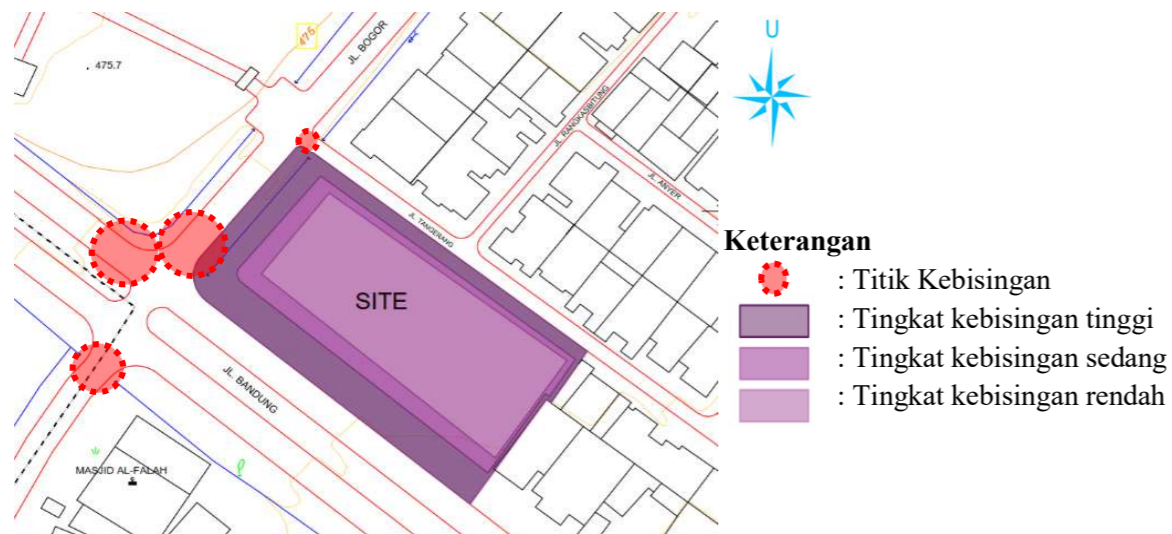 U
475
JL. BOGOR
475.7
JL. RANGKASBITUNG
JL. ANYER
JL. TANGERANG
SITE
JL. BANDUNG
MASJID AL-FALAH
Keterangan
: Titik Kebisingan
: Tingkat kebisingan tinggi
: Tingkat kebisingan sedang
: Tingkat kebisingan rendah